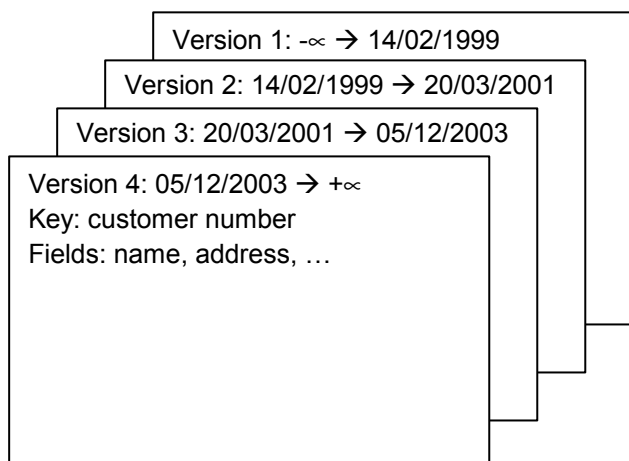 Version 1: -∝ → 14/02/1999
Version 2: 14/02/1999 → 20/03/2001
Version 3: 20/03/2001 → 05/12/2003
Version 4: 05/12/2003 → +∝
Key: customer number
Fields: name, address, …